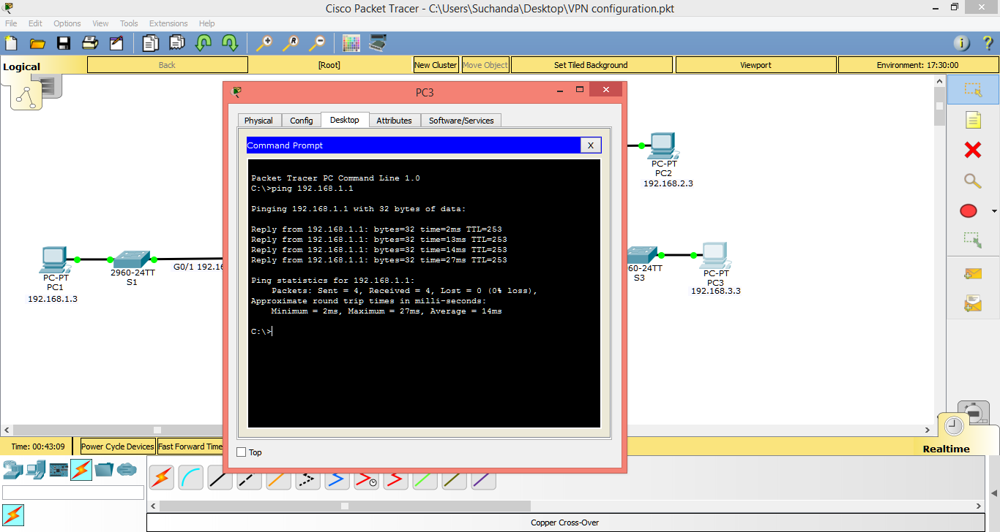 Cisco Packet Tracer - C:\Users\Suchanda\Desktop\VPN configuration.pkt
File Edit Options View Tools Extensions Help
Logical
Back
[Root]
New Cluster
Move Object
Set Tiled Background
Viewport
Environment: 17:30:00
PC3
Physical
Config
Desktop
Attributes
Software/Services
Command Prompt
X
Packet Tracer PC Command Line 1.0
C:\>ping 192.168.1.1
Pinging 192.168.1.1 with 32 bytes of data:
Reply from 192.168.1.1: bytes=32 time=2ms TTL=253
Reply from 192.168.1.1: bytes=32 time=13ms TTL=253
Reply from 192.168.1.1: bytes=32 time=14ms TTL=253
Reply from 192.168.1.1: bytes=32 time=27ms TTL=253
Ping statistics for 192.168.1.1:
Packets: Sent = 4, Received = 4, Lost = 0 (0% loss),
Approximate round trip times in milli-seconds:
Minimum = 2ms, Maximum = 27ms, Average = 14ms
C:\>
Top
PC-PT
PC1
192.168.1.3
2960-24TT
S1
G0/1 192.16
PC-PT
PC2
192.168.2.3
60-24TT
S3
PC-PT
PC3
192.168.3.3
Time: 00:43:09
Power Cycle Devices
Fast Forward Time
Realtime
Copper Cross-Over